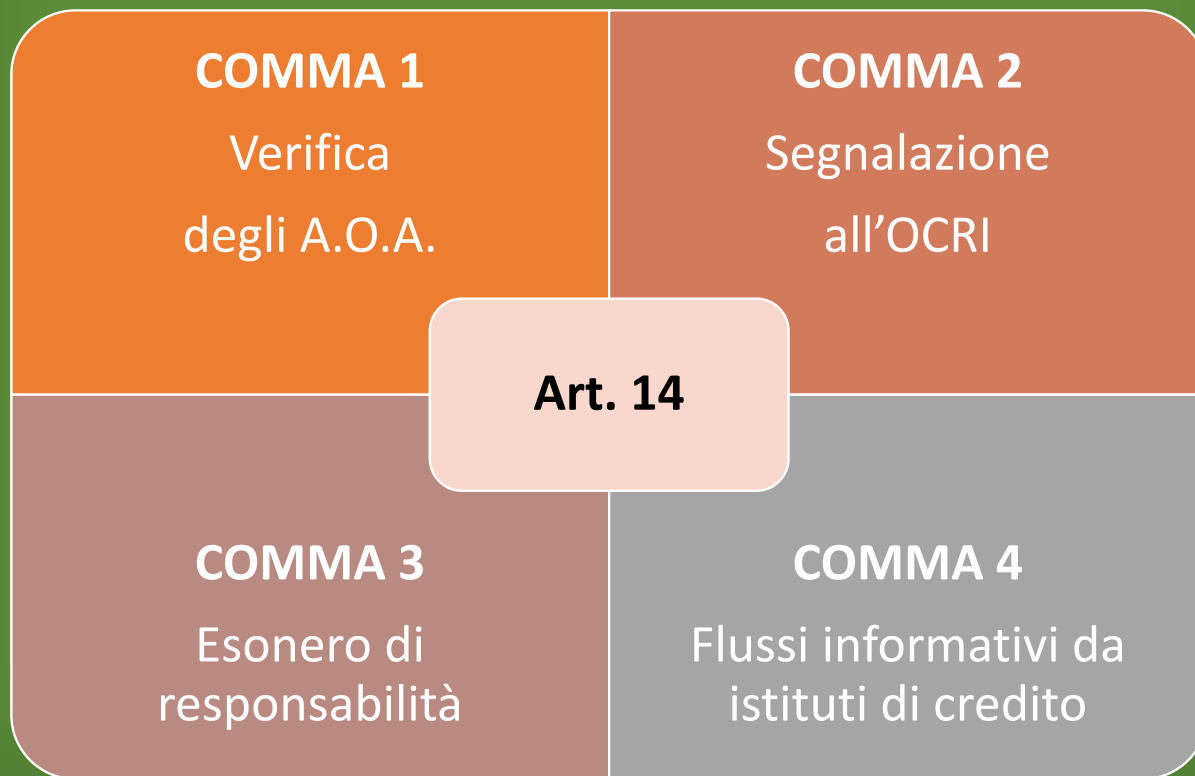 COMMA 1
Verifica
degli A.O.A.
COMMA 2
Segnalazione
all’OCRI
Art. 14
COMMA 3
Esonero di
responsabilità
COMMA 4
Flussi informativi da
istituti di credito